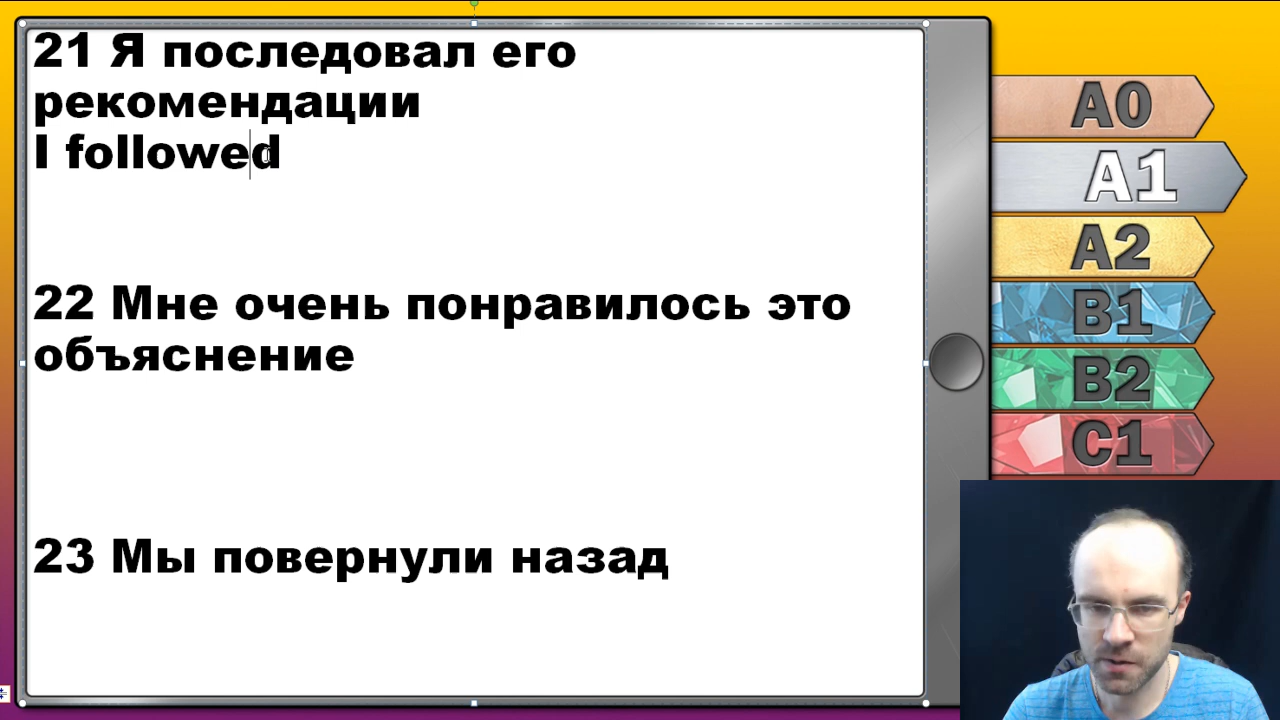 21 Я последовал его
рекомендации
I followed
22 Мне очень понравилось это
объяснение
23 Мы повернули назад
A0
A1
A2
B1
B2
C1